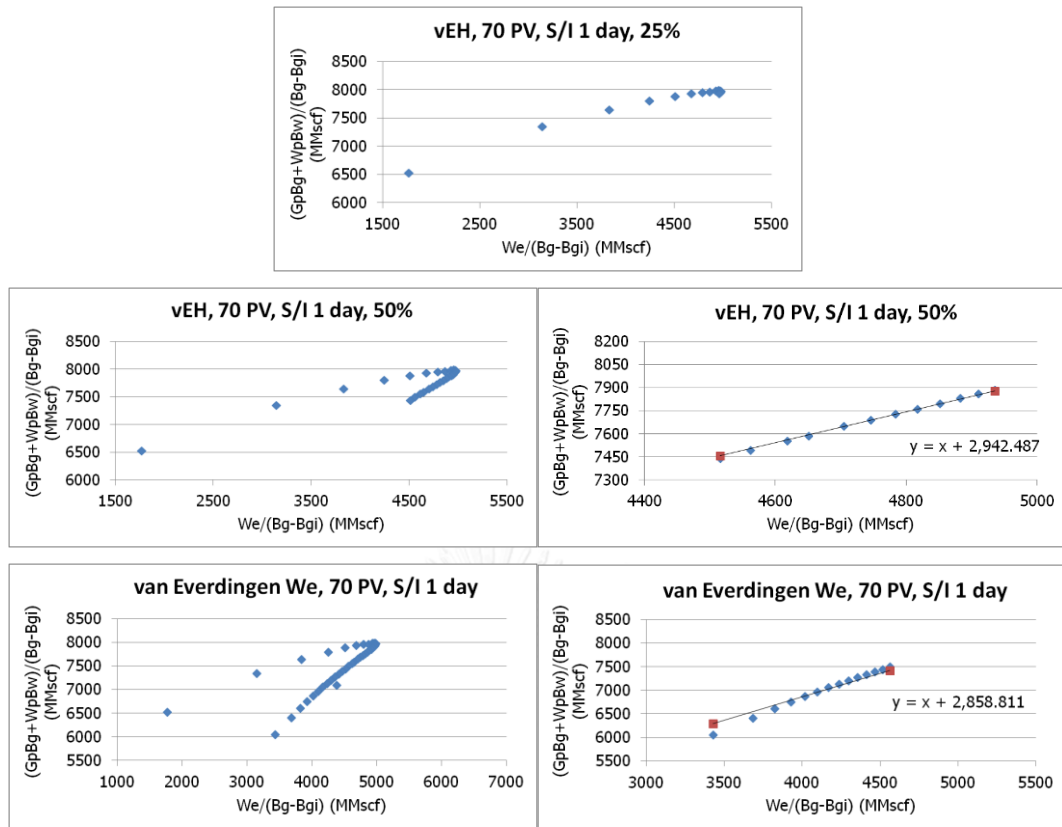 vEH, 70 PV, S/I 1 day, 25%
(GpBg+WpBw)/(Bg-Bgi)
(MMscf)
8500
8000
7500
7000
6500
6000
1500 2500 3500 4500 5500
We/(Bg-Bgi) (MMscf)
vEH, 70 PV, S/I 1 day, 50%
(GpBg+WpBw)/(Bg-Bgi)
(MMscf)
8500
8000
7500
7000
6500
6000
1500 2500 3500 4500 5500
We/(Bg-Bgi) (MMscf)
vEH, 70 PV, S/I 1 day, 50%
(GpBg+WpBw)/(Bg-Bgi)
(MMscf)
8200
8050
7900
7750
7600
7450
7300
y = x + 2,942.487
4400 4600 4800 5000
We/(Bg-Bgi) (MMscf)
van Everdingen We, 70 PV, S/I 1 day
(GpBg+WpBw)/(Bg-Bgi)
(MMscf)
8500
8000
7500
7000
6500
6000
5500
1000 2000 3000 4000 5000 6000 7000
We/(Bg-Bgi) (MMscf)
van Everdingen We, 70 PV, S/I 1 day
(GpBg+WpBw)/(Bg-Bgi)
(MMscf)
8500
8000
7500
7000
6500
6000
5500
y = x + 2,858.811
3000 3500 4000 4500 5000 5500
We/(Bg-Bgi) (MMscf)